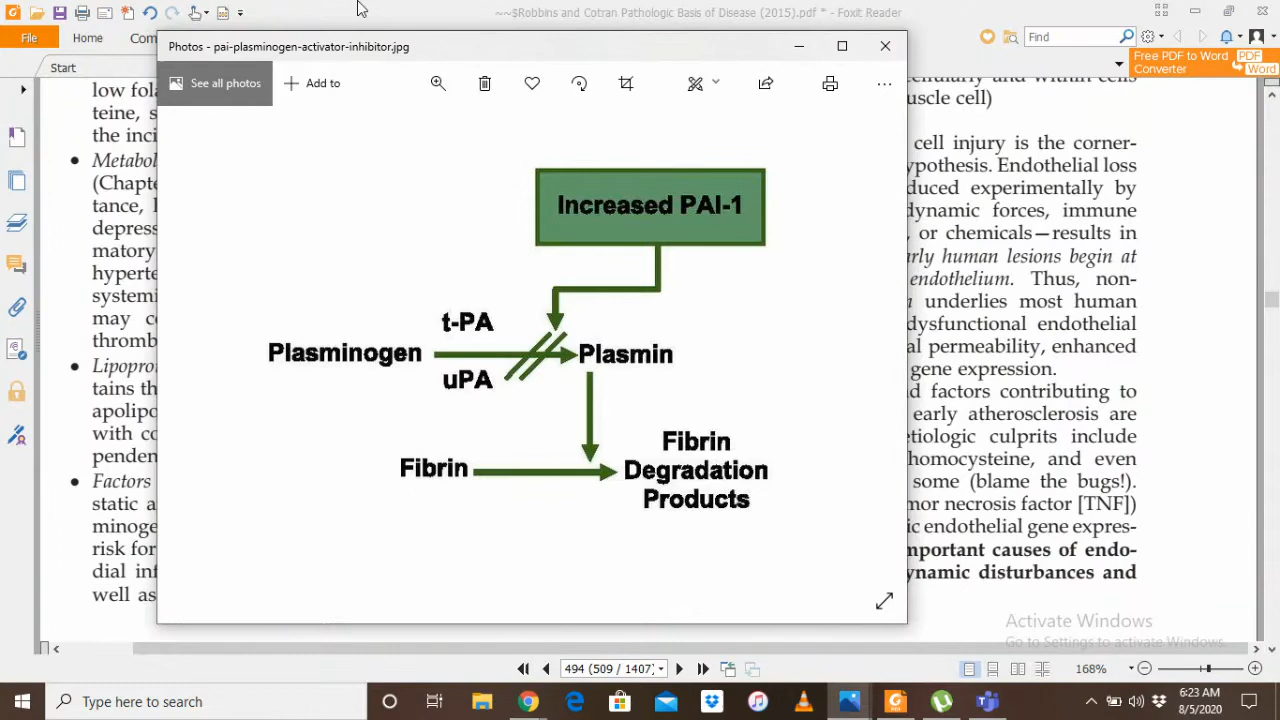 ~~$Robbins and Cotran Pathologic Basis of Disease (2015).pdf * - Foxit Reader
File
Home
Find
Start
Free PDF to Word
Converter
PDF
Word
Photos - pai-plasminogen-activator-inhibitor.jpg
See all photos
Add to
Increased PAI-1
t-PA
Plasminogen
Plasmin
uPA
Fibrin
Fibrin
Degradation
Products
low fola
teine, s
the inci
Metabol
(Chapte
tance, I
depress
matory
hyperte
systemi
may co
thromb
Lipopro
tains th
apolipo
with co
penden
Factors
static a
minoge
risk for
dial inf
well as
and within cells
uscle cell)
cell injury is the corner-
ypothesis. Endothelial loss
duced experimentally by
dynamic forces, immune
, or chemicals—results in
arly human lesions begin at
endothelium. Thus, non-
underlies most human
dysfunctional endothelial
al permeability, enhanced
gene expression.
d factors contributing to
early atherosclerosis are
etiologic culprits include
homocysteine, and even
some (blame the bugs!).
mor necrosis factor [TNF])
ic endothelial gene expres-
mportant causes of endo-
ynamic disturbances and
Activate Windows
Go to Settings to activate Windows.
494 (509 / 1407)
168%
Type here to search
6:23 AM
8/5/2020